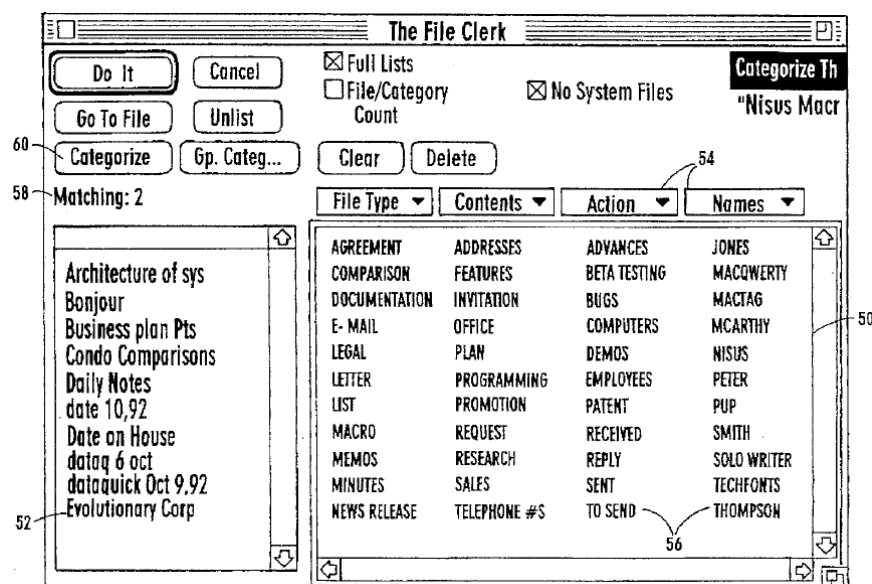 The File Clerk
Do It Cancel Full Lists Categorize Th
File/Category Count No System Files
Go To File Unlist "Nisus Macr
60 Categorize Gp. Categ... Clear Delete 54
58 Matching: 2
File Type Contents Action Names
Architecture of sys
Bonjour
Business plan Pts
Condo Comparisons
Daily Notes
date 10,92
Date on House
dataq 6 oct
dataquick Oct 9,92
52 Evolutionary Corp
AGREEMENT ADDRESSES ADVANCES JONES
COMPARISON FEATURES BETA TESTING MACQWERTY
DOCUMENTATION INVITATION BUGS MACTAG
E- MAIL OFFICE COMPUTERS MCARTHY 50
LEGAL PLAN DEMOS NISUS
LETTER PROGRAMMING EMPLOYEES PETER
LIST PROMOTION PATENT PUP
MACRO REQUEST RECEIVED SMITH
MEMOS RESEARCH REPLY SOLO WRITER
MINUTES SALES SENT TECHFONTS
NEWS RELEASE TELEPHONE #S TO SEND THOMPSON
56